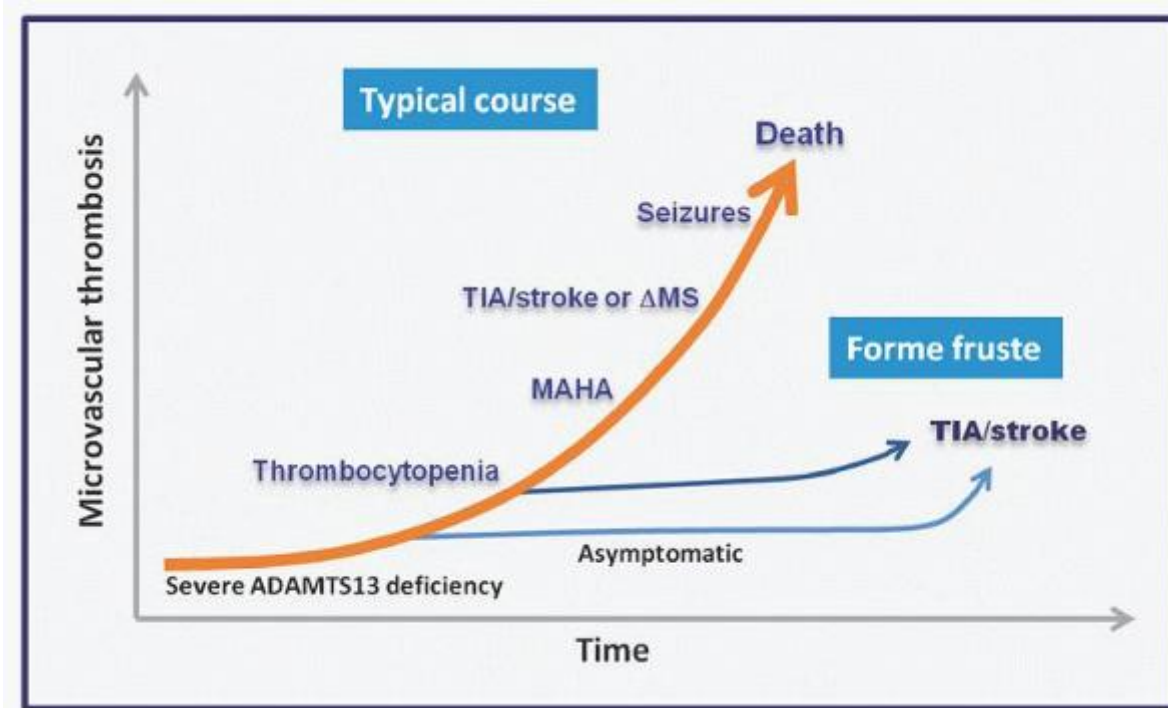 Typical course
Death
Seizures
TIA/stroke or ΔMS
Forme fruste
MAHA
TIA/stroke
Thrombocytopenia
Asymptomatic
Severe ADAMTS13 deficiency
Microvascular thrombosis
Time